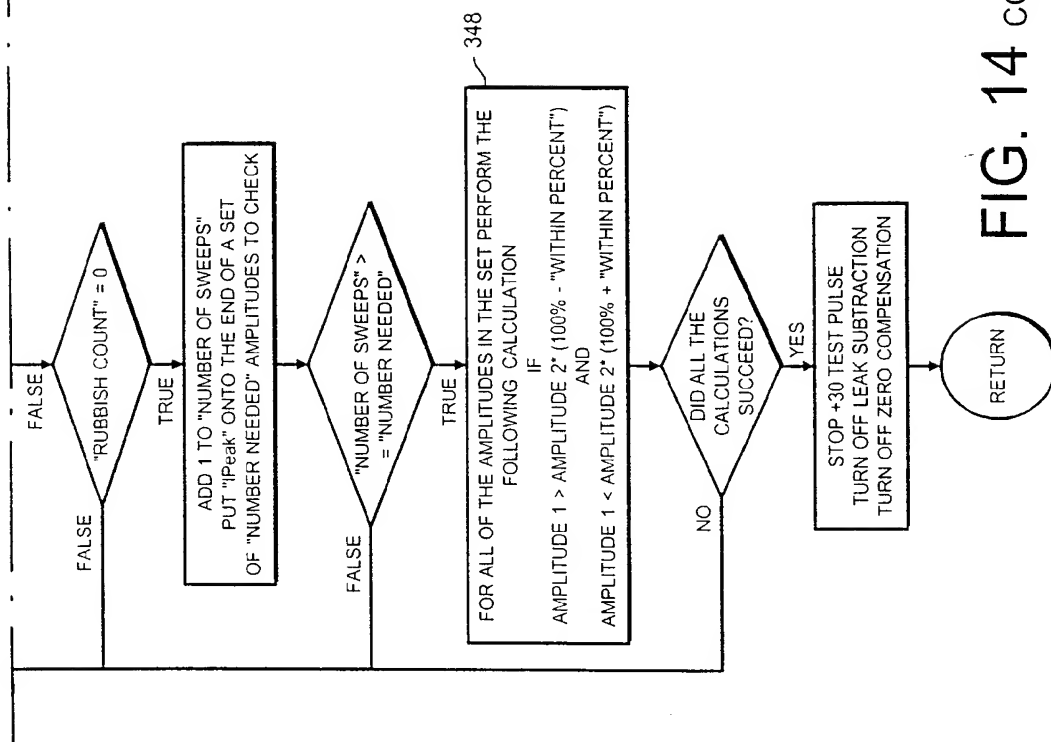 FALSE
"RUBBISH COUNT" = 0
FALSE
TRUE
ADD 1 TO "NUMBER OF SWEEPS"
PUT "IPeak" ONTO THE END OF A SET
OF "NUMBER NEEDED" AMPLITUDES TO CHECK
"NUMBER OF SWEEPS" >
= "NUMBER NEEDED"
FALSE
TRUE
348
FOR ALL OF THE AMPLITUDES IN THE SET PERFORM THE
FOLLOWING CALCULATION
IF
AMPLITUDE 1 > AMPLITUDE 2* (100% - "WITHIN PERCENT")
AND
AMPLITUDE 1 < AMPLITUDE 2* (100% + "WITHIN PERCENT")
DID ALL THE
CALCULATIONS
SUCCEED?
NO
YES
STOP +30 TEST PULSE
TURN OFF LEAK SUBTRACTION
TURN OFF ZERO COMPENSATION
RETURN
FIG. 14